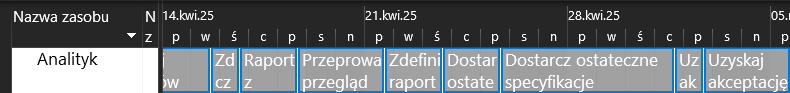 Nazwa zasobu
N
z
14.kwi.25 21.kwi.25 28.kwi.25 05.r
p w ś c p s n p w ś c p s n p w ś c p s n p
Analityk
ów
Zd
cz
Raport
z
Przeprowa
przegląd
Zdefini
raport
Dostar
ostate
Dostarcz ostateczne
specyfikacje
Uz
ak
Uzyskaj
akceptację